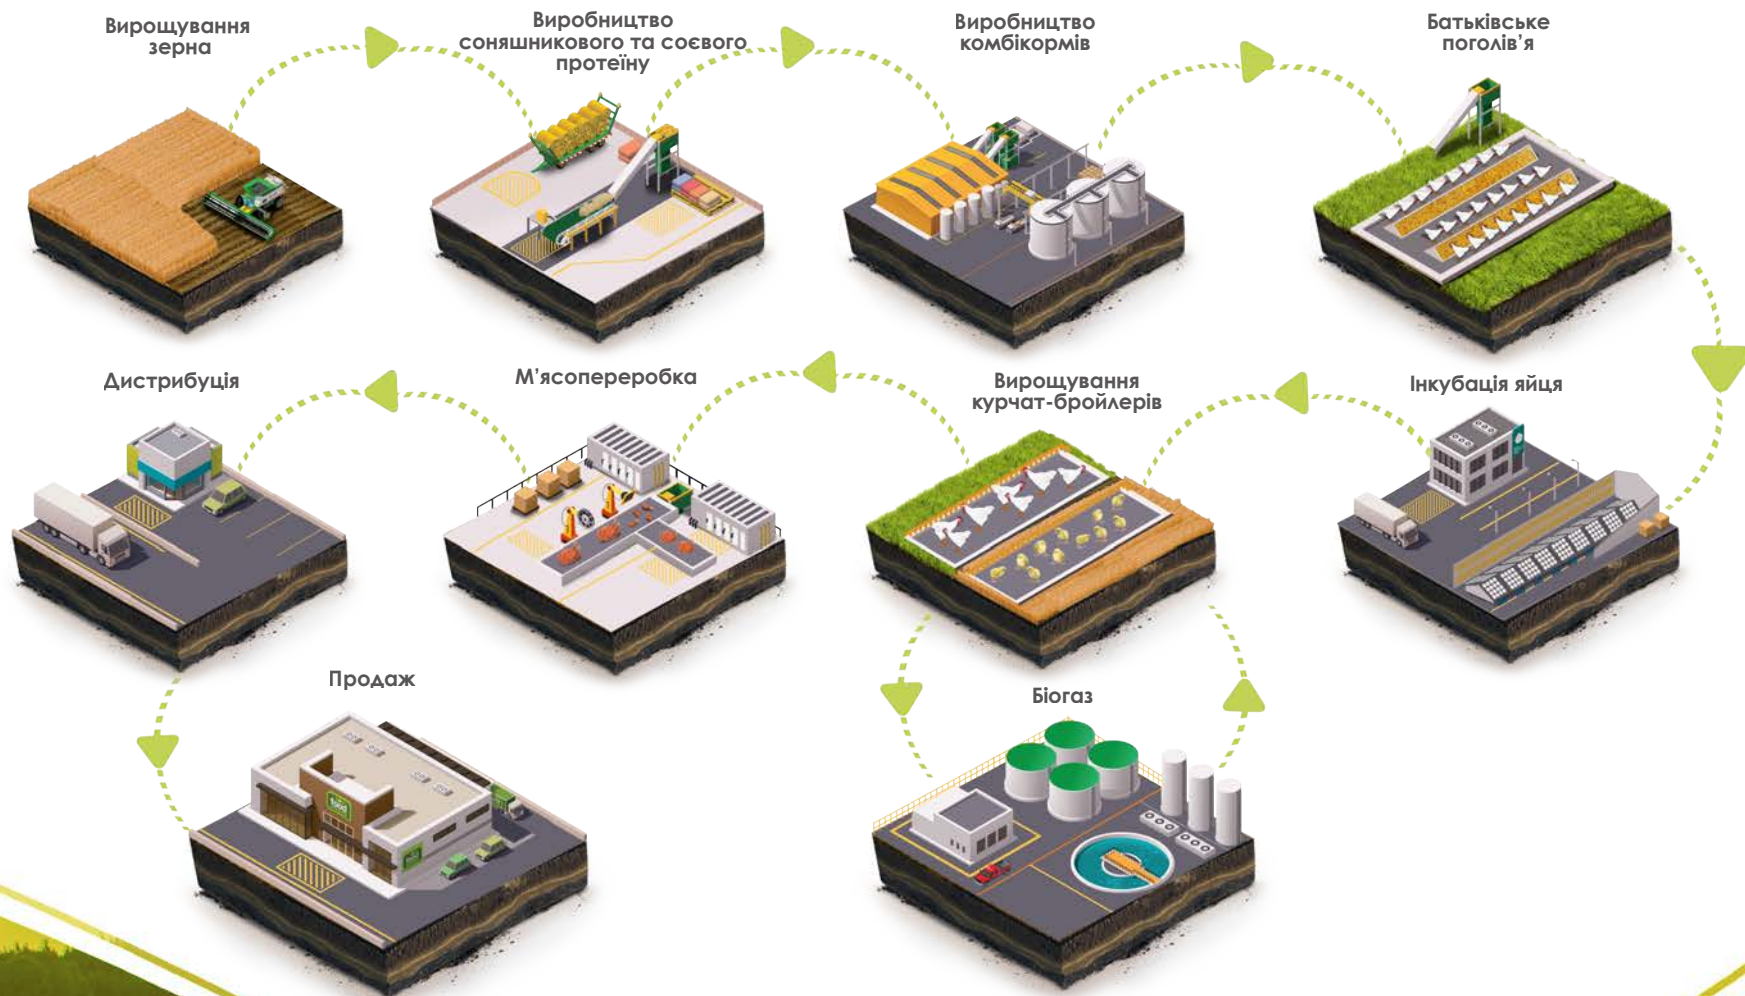 Вирощування
зерна
Виробництво
соняшникового та соєвого
протеїну
Виробництво
комбікормів
Батьківське
поголів’я
Дистрибуція
М’ясопереробка
Вирощування
курчат-бройлерів
Інкубація яйця
Продаж
Біогаз
food